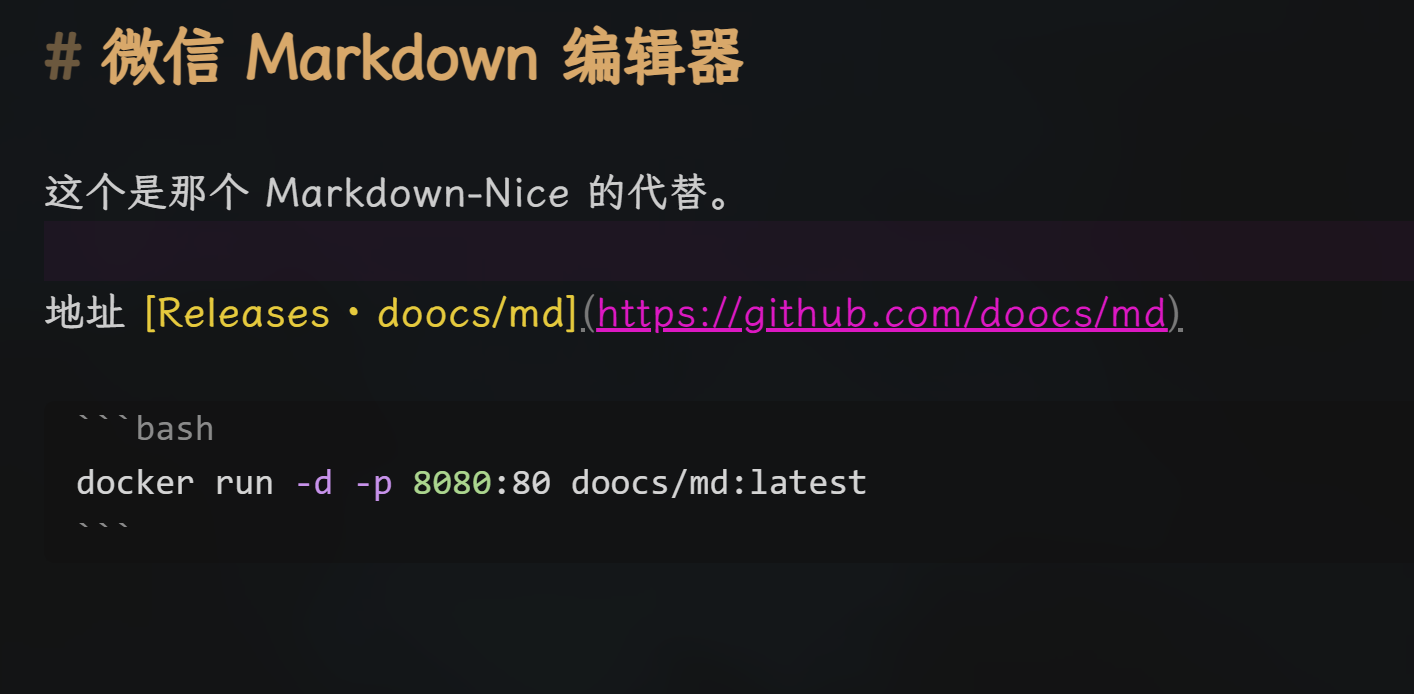 # 微信 Markdown 编辑器
这个是那个 Markdown-Nice 的代替。
地址 [Releases · doocs/md](https://github.com/doocs/md)
```bash
docker run -d -p 8080:80 doocs/md:latest
```